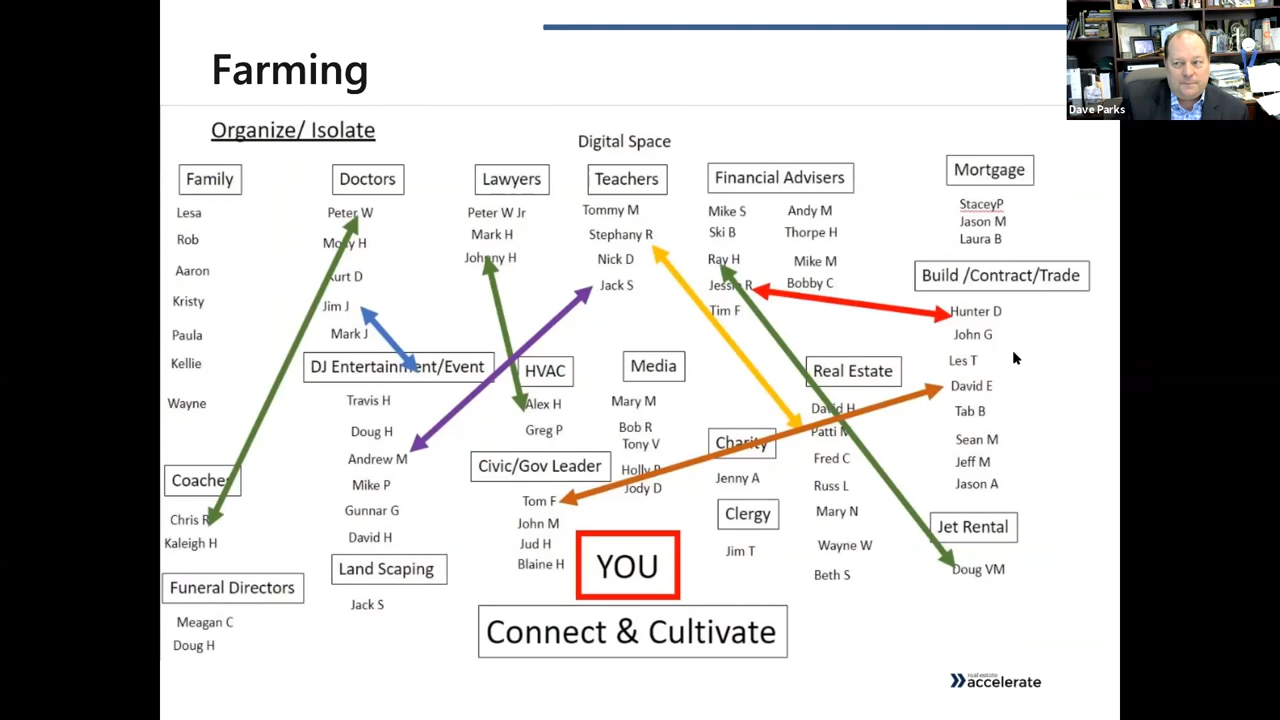 Farming
Dave Parks
Organize/ Isolate
Digital Space
Family
Lesa
Rob
Aaron
Kristy
Paula
Kellie
Wayne
Coaches
Chris R
Kaleigh H
Funeral Directors
Meagan C
Doug H
Doctors
Peter W
Molly H
Kurt D
Jim J
Mark J
DJ Entertainment/Event
Travis H
Doug H
Andrew M
Mike P
Gunnar G
David H
Land Scaping
Jack S
Lawyers
Peter W Jr
Mark H
Johnny H
HVAC
Alex H
Greg P
Civic/Gov Leader
Tom F
John M
Jud H
Blaine H
Teachers
Tommy M
Stephany R
Nick D
Jack S
Media
Mary M
Bob R
Tony V
Holly P
Jody D
Financial Advisers
Mike S
Ski B
Ray H
Jessie R
Tim F
Andy M
Thorpe H
Mike M
Bobby C
Charity
Jenny A
Clergy
Jim T
Real Estate
David H
Patti M
Fred C
Russ L
Mary N
Wayne W
Beth S
Mortgage
StaceyP
Jason M
Laura B
Build /Contract/Trade
Hunter D
John G
Les T
David E
Tab B
Sean M
Jeff M
Jason A
Jet Rental
Doug VM
YOU
Connect & Cultivate
real estate
accelerate